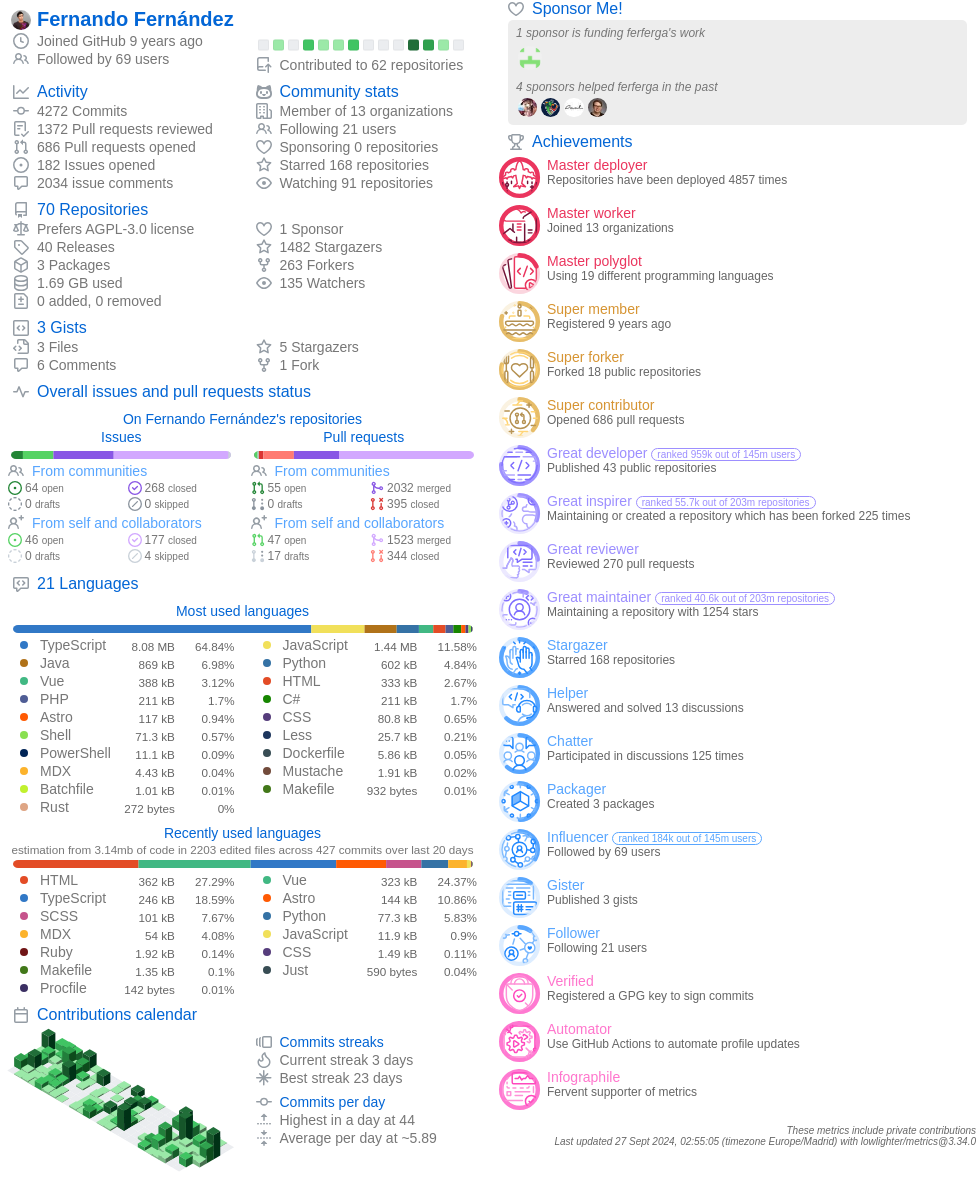 Fernando Fernández
Joined GitHub 9 years ago
Followed by 69 users
Contributed to 62 repositories
Activity
4272 Commits
1372 Pull requests reviewed
686 Pull requests opened
182 Issues opened
2034 issue comments
Community stats
Member of 13 organizations
Following 21 users
Sponsoring 0 repositories
Starred 168 repositories
Watching 91 repositories
70 Repositories
Prefers AGPL-3.0 license
40 Releases
3 Packages
1.69 GB used
0 added, 0 removed
1 Sponsor
1482 Stargazers
263 Forkers
135 Watchers
3 Gists
3 Files
6 Comments
5 Stargazers
1 Fork
Overall issues and pull requests status
On Fernando Fernández's repositories
Issues
From communities
64 open
268 closed
0 drafts
0 skipped
From self and collaborators
46 open
177 closed
0 drafts
4 skipped
Pull requests
From communities
55 open
2032 merged
0 drafts
395 closed
From self and collaborators
47 open
1523 merged
17 drafts
344 closed
21 Languages
Most used languages
TypeScript 8.08 MB 64.84%
Java 869 kB 6.98%
Vue 388 kB 3.12%
PHP 211 kB 1.7%
Astro 117 kB 0.94%
Shell 71.3 kB 0.57%
PowerShell 11.1 kB 0.09%
MDX 4.43 kB 0.04%
Batchfile 1.01 kB 0.01%
Rust 272 bytes 0%
JavaScript 1.44 MB 11.58%
Python 602 kB 4.84%
HTML 333 kB 2.67%
C# 211 kB 1.7%
CSS 80.8 kB 0.65%
Less 25.7 kB 0.21%
Dockerfile 5.86 kB 0.05%
Mustache 1.91 kB 0.02%
Makefile 932 bytes 0.01%
Recently used languages
estimation from 3.14mb of code in 2203 edited files across 427 commits over last 20 days
HTML 362 kB 27.29%
TypeScript 246 kB 18.59%
SCSS 101 kB 7.67%
MDX 54 kB 4.08%
Ruby 1.92 kB 0.14%
Makefile 1.35 kB 0.1%
Procfile 142 bytes 0.01%
Vue 323 kB 24.37%
Astro 144 kB 10.86%
Python 77.3 kB 5.83%
JavaScript 11.9 kB 0.9%
CSS 1.49 kB 0.11%
Just 590 bytes 0.04%
Contributions calendar
Commits streaks
Current streak 3 days
Best streak 23 days
Commits per day
Highest in a day at 44
Average per day at ~5.89
Sponsor Me!
1 sponsor is funding ferferga's work
4 sponsors helped ferferga in the past
Achievements
Master deployer
Repositories have been deployed 4857 times
Master worker
Joined 13 organizations
Master polyglot
Using 19 different programming languages
Super member
Registered 9 years ago
Super forker
Forked 18 public repositories
Super contributor
Opened 686 pull requests
Great developer ranked 959k out of 145m users
Published 43 public repositories
Great inspirer ranked 55.7k out of 203m repositories
Maintaining or created a repository which has been forked 225 times
Great reviewer
Reviewed 270 pull requests
Great maintainer ranked 40.6k out of 203m repositories
Maintaining a repository with 1254 stars
Stargazer
Starred 168 repositories
Helper
Answered and solved 13 discussions
Chatter
Participated in discussions 125 times
Packager
Created 3 packages
Influencer ranked 184k out of 145m users
Followed by 69 users
Gister
Published 3 gists
Follower
Following 21 users
Verified
Registered a GPG key to sign commits
Automator
Use GitHub Actions to automate profile updates
Infographile
Fervent supporter of metrics
These metrics include private contributions
Last updated 27 Sept 2024, 02:55:05 (timezone Europe/Madrid) with lowlighter/metrics@3.34.0